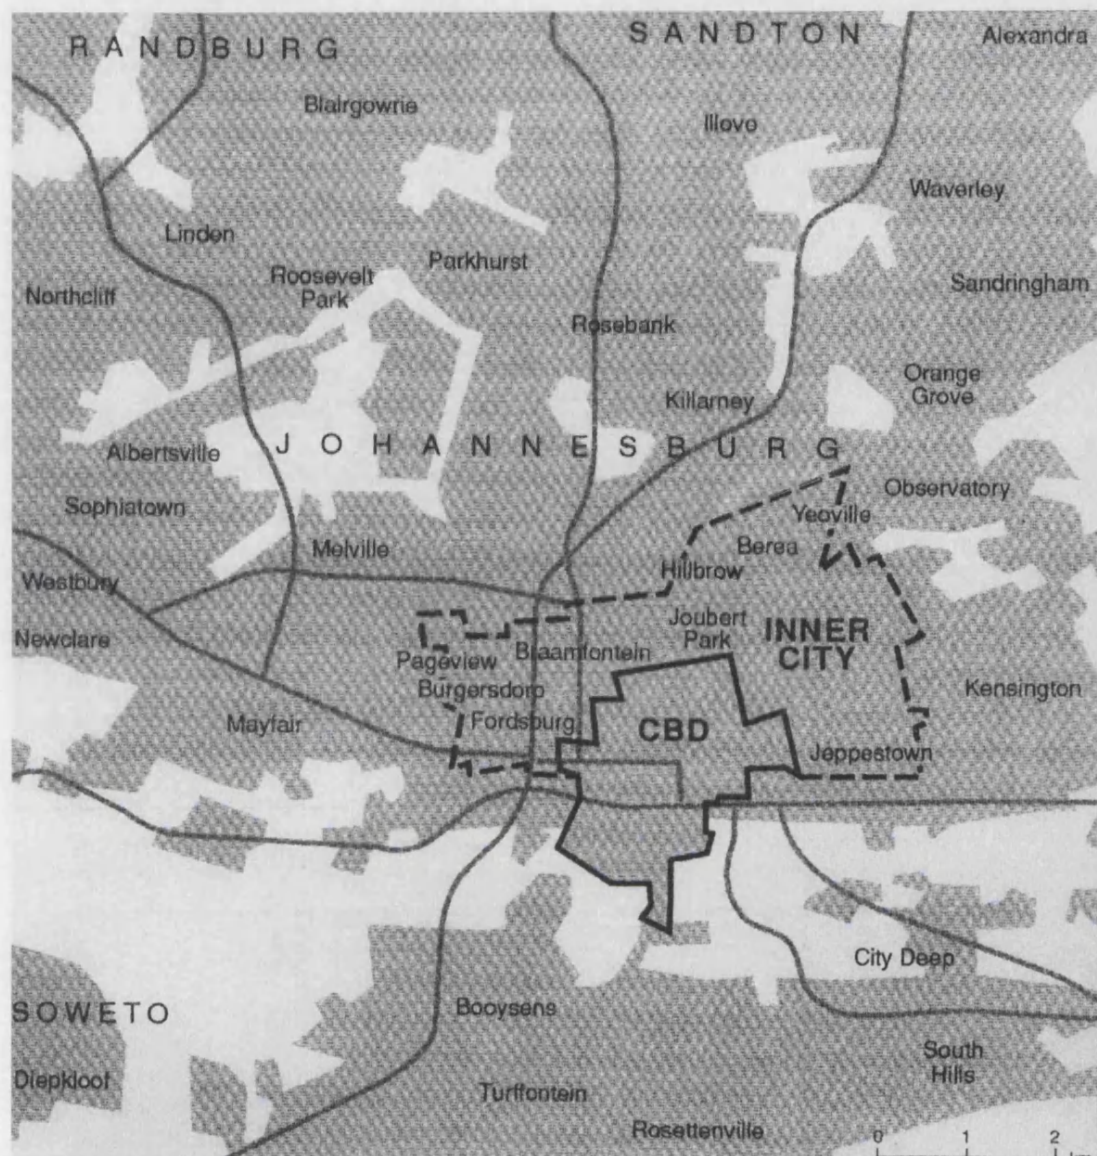 RANDBURG
SANDTON
Alexandra
Blairgowrie
Illovo
Waverley
Linden
Parkhurst
Roosevelt
Park
Northcliff
Sandringham
Rosebank
Orange
Grove
Killarney
JOHANNESBURG
Albertsville
Observatory
Sophiatown
Yeoville
Berea
Melville
Hillbrow
Westbury
Joubert
Park
INNER
CITY
Newclare
Braamfontein
Pageview
Burgersdorp
Kensington
Mayfair
Fordsburg
CBD
Jeppestown
City Deep
SOWETO
Booysens
South
Hills
Diepkloof
Turffontein
Rosettenville
0 1 2